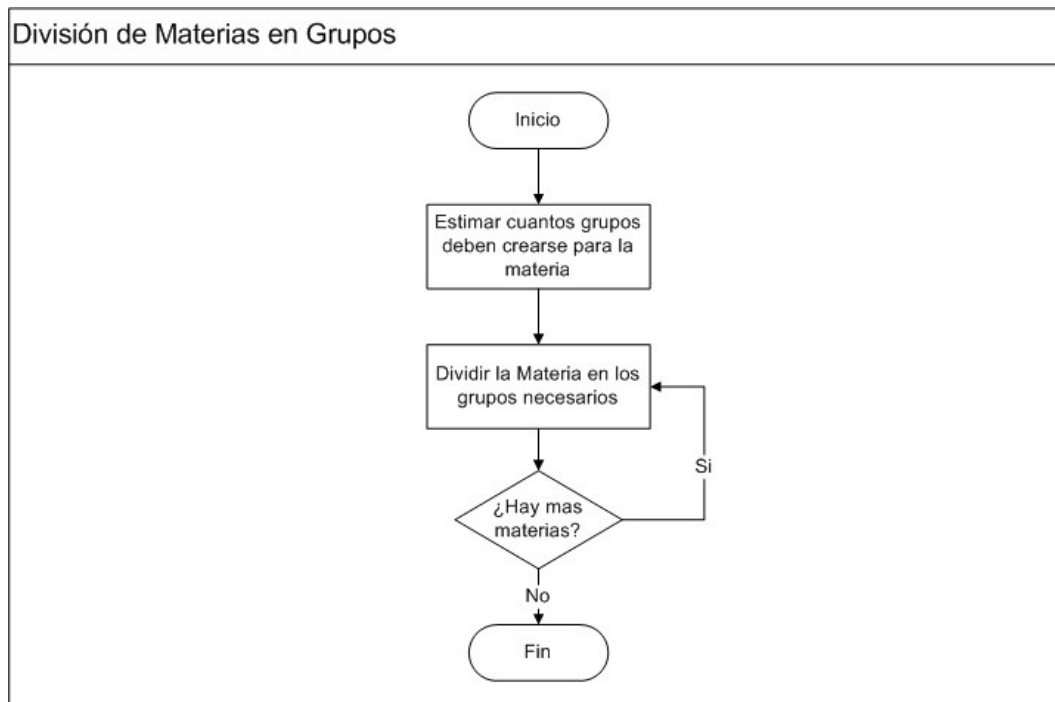 División de Materias en Grupos
Inicio
Estimar cuantos grupos
deben crearse para la
materia
Dividir la Materia en los
grupos necesarios
Si
¿Hay mas
materias?
No
Fin